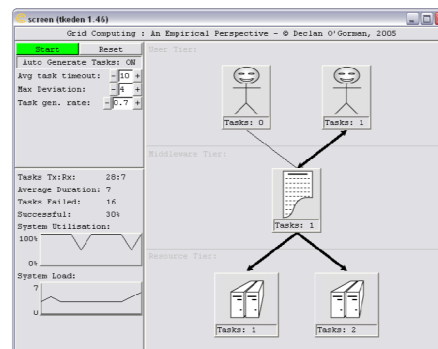 screen (tkeden 1.46)
Grid Computing : An Empirical Perspective - © Declan O'Gorman, 2005
Start Reset
Auto Generate Tasks: ON
Avg task timeout: - 10 +
Max Deviation: - 4 +
Task gen. rate: - 0.7 +
Tasks Tx:Rx: 28:7
Average Duration: 7
Tasks Failed: 16
Successful: 30%
System Utilisation:
100%
0%
System Load:
7
0
User Tier:
Tasks: 0
Tasks: 1
Middleware Tier:
Tasks: 1
Resource Tier:
Tasks: 1
Tasks: 2